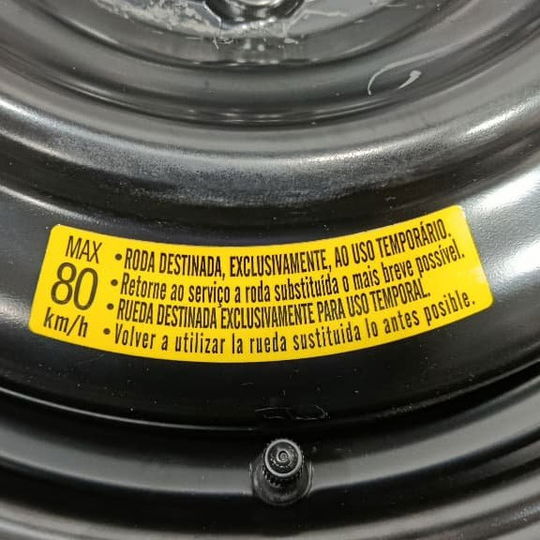 MAX
80
km/h
• RODA DESTINADA, EXCLUSIVAMENTE, AO USO TEMPORÁRIO.
• Retorne ao serviço a roda substituída o mais breve possível.
• RUEDA DESTINADA EXCLUSIVAMENTE PARA USO TEMPORAL.
• Volver a utilizar la rueda sustituida lo antes posible.